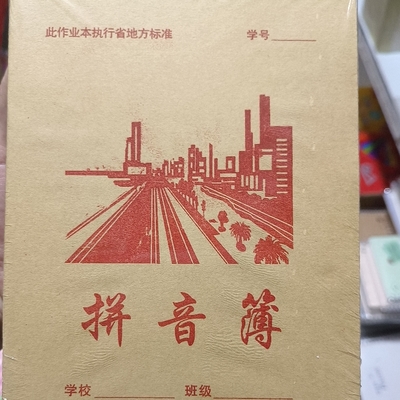 此作业本执行省地方标准 学号
拼音簿
学校 班级